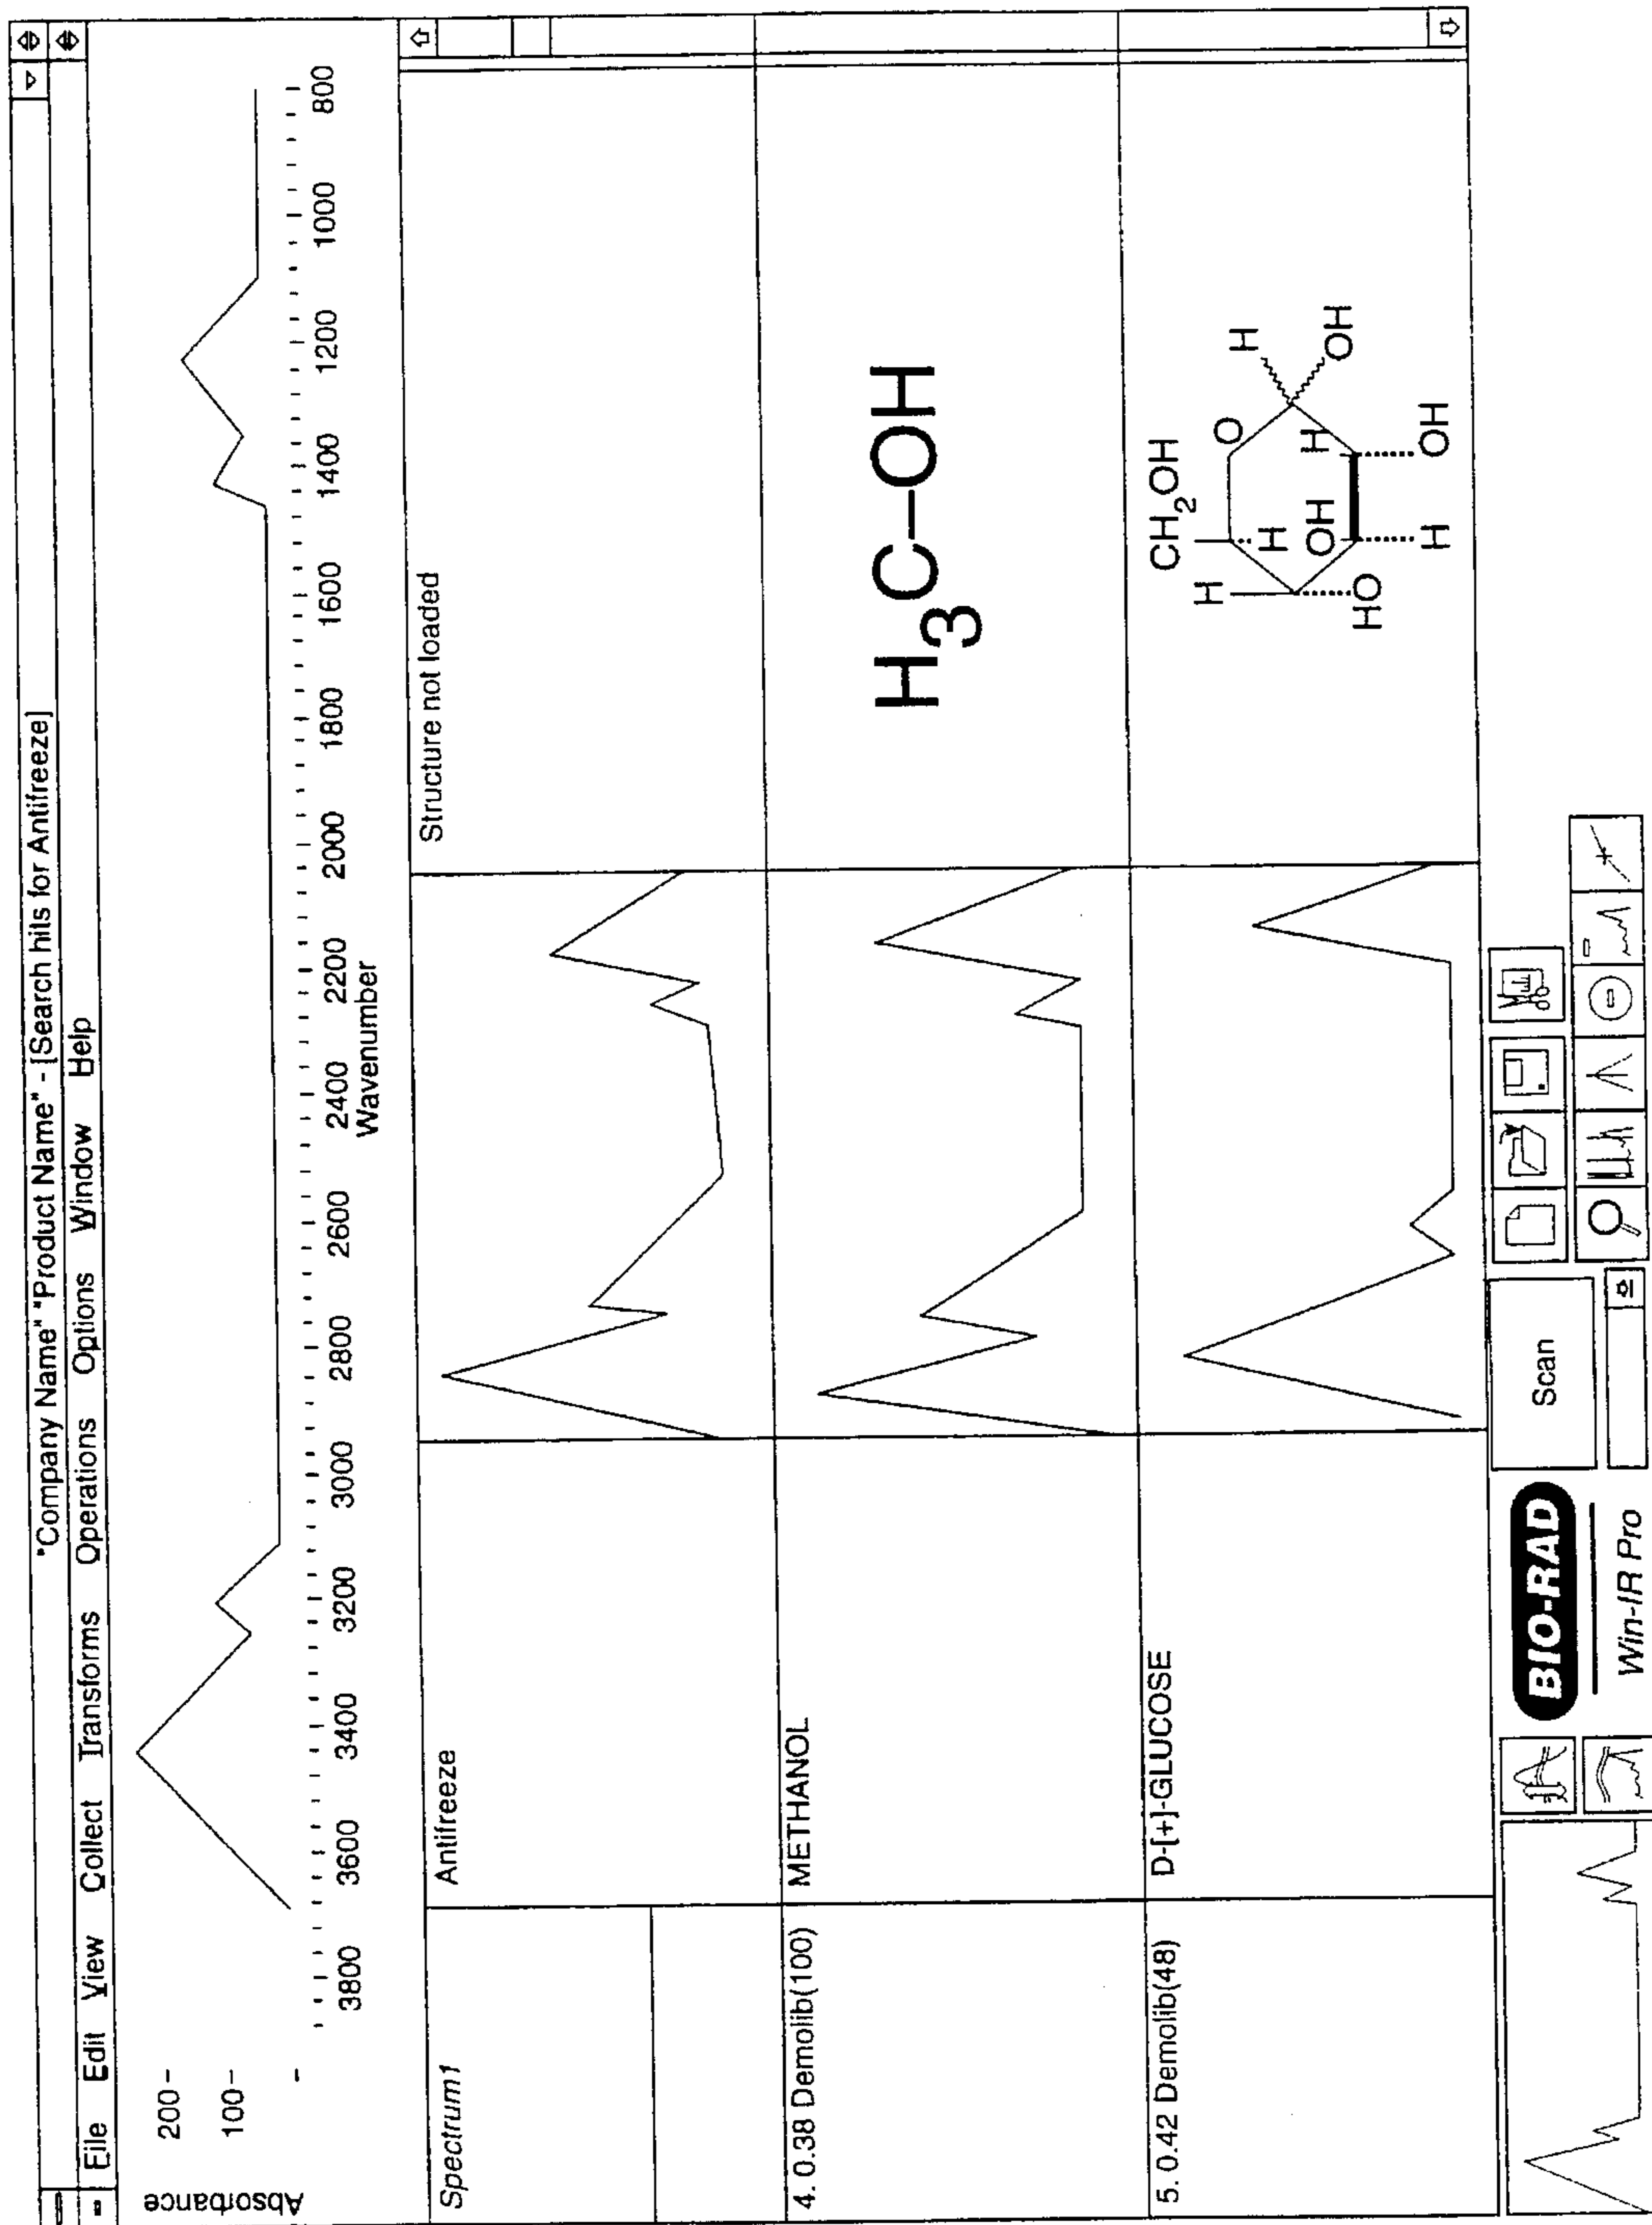 "Company Name" "Product Name" - [Search hits for Antifreeze]
File Edit View Collect Transforms Operations Options Window Help
Absorbance
200-
100-
-
3800 3600 3400 3200 3000 2800 2600 2400 2200 2000 1800 1600 1400 1200 1000 800
Wavenumber
Spectrum1
Antifreeze
Structure not loaded
4. 0.38 Demolib(100)
METHANOL
H3C-OH
5. 0.42 Demolib(48)
D-[+]-GLUCOSE
CH2OH
H
O
H
H
OH
H
HO
OH
H
OH
BIO-RAD
Win-IR Pro
Scan